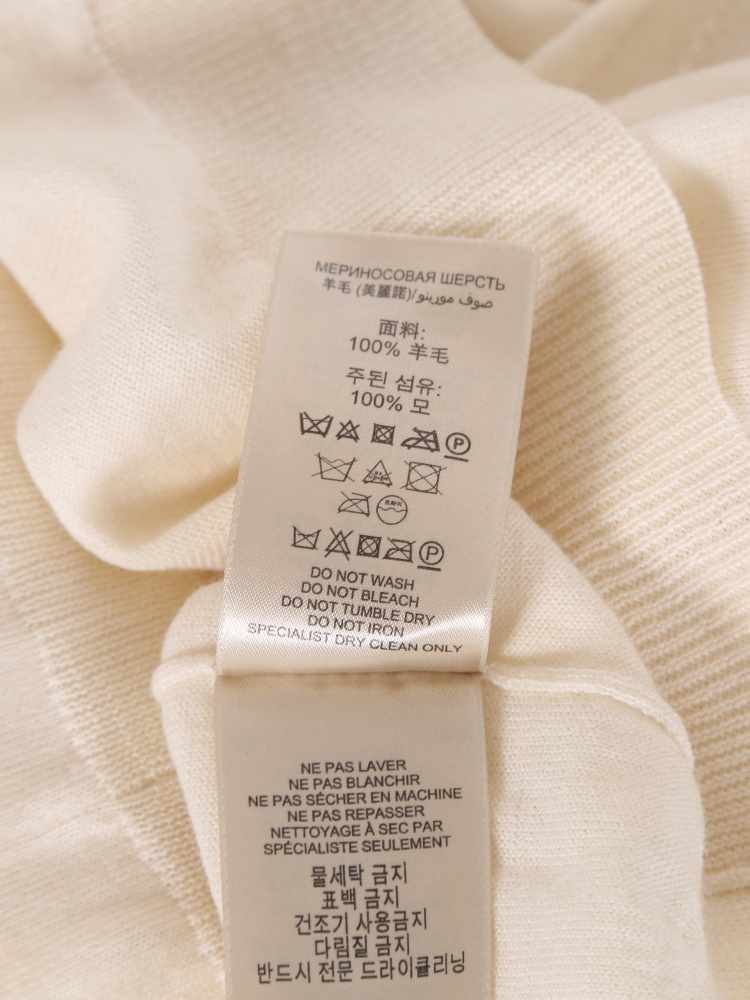 МЕРИНОСОВАЯ ШЕРСТЬ
羊毛 (美麗諾)/صوف مورينو
面料:
100% 羊毛
주된 섬유:
100% 모
P
P
DO NOT WASH
DO NOT BLEACH
DO NOT TUMBLE DRY
DO NOT IRON
SPECIALIST DRY CLEAN ONLY
NE PAS LAVER
NE PAS BLANCHIR
NE PAS SÉCHER EN MACHINE
NE PAS REPASSER
NETTOYAGE À SEC PAR
SPÉCIALISTE SEULEMENT
물세탁 금지
표백 금지
건조기 사용금지
다림질 금지
반드시 전문 드라이클리닝